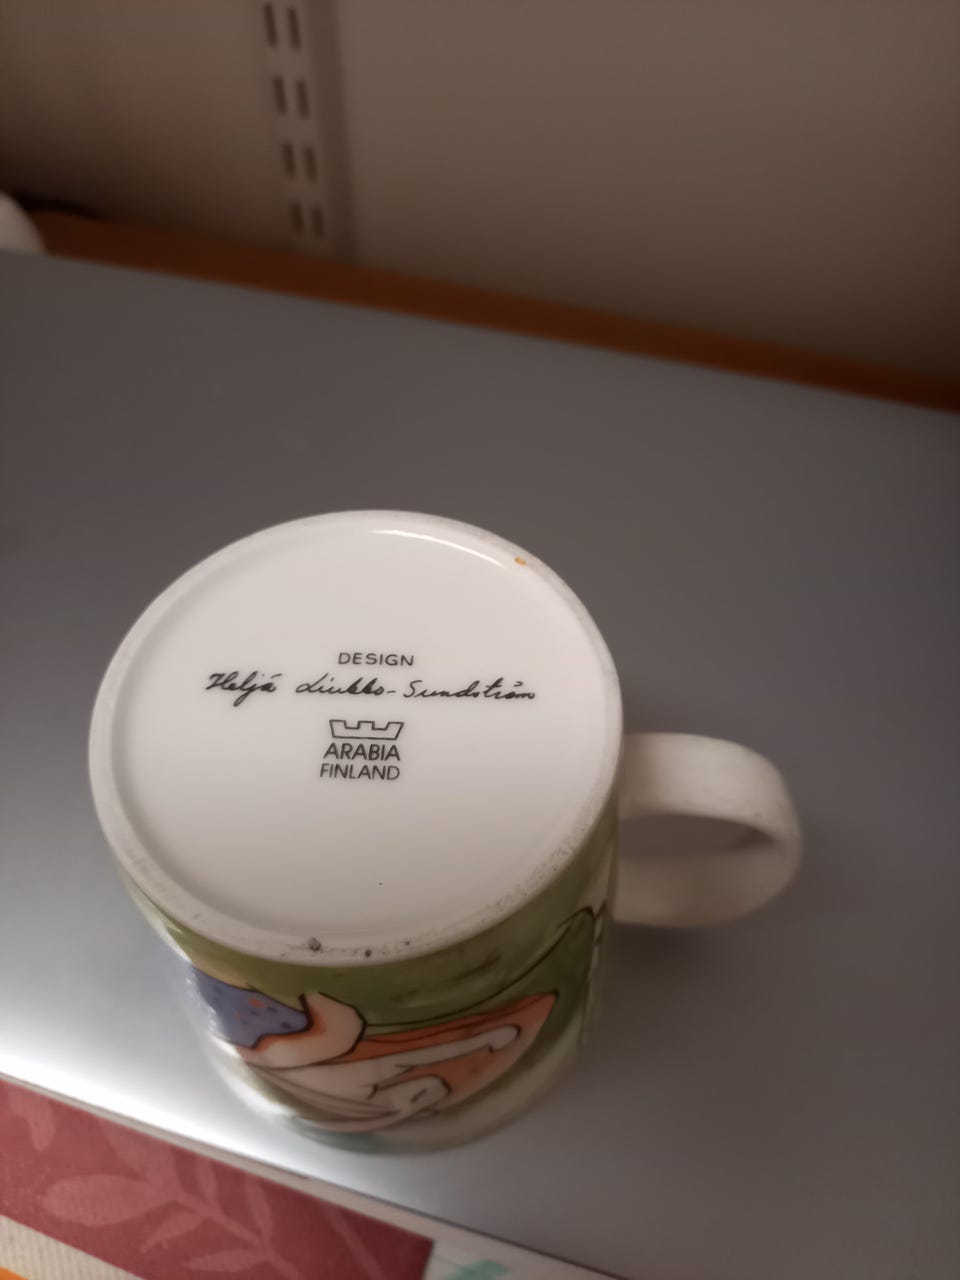 DESIGN
Heljä Liukko-Sundström
ARABIA
FINLAND